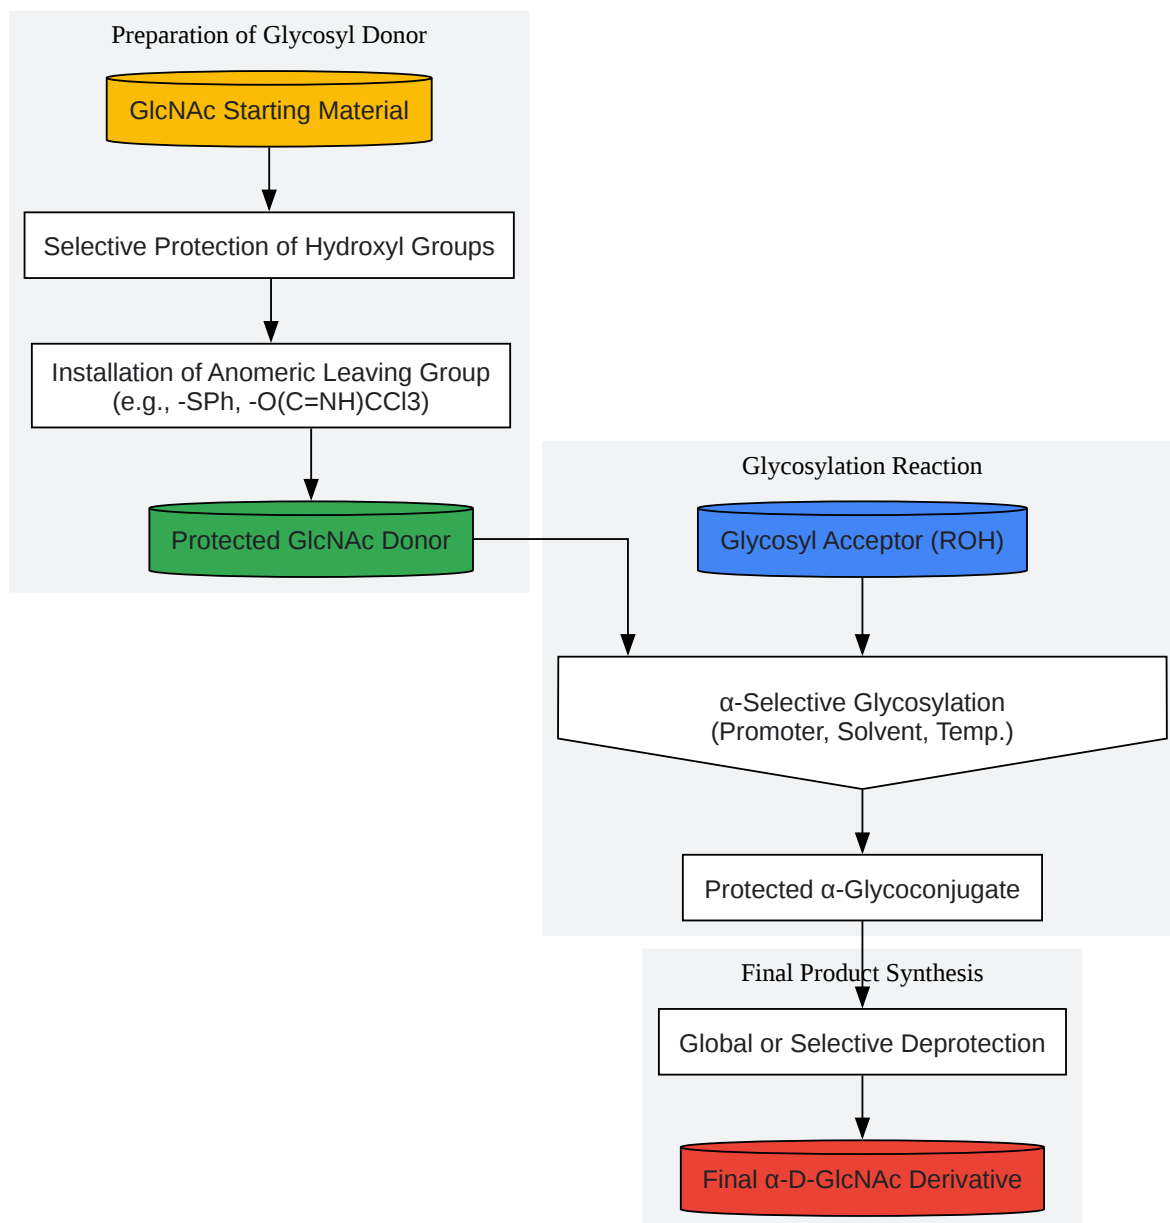 Preparation of Glycosyl Donor
GlcNAc Starting Material
Selective Protection of Hydroxyl Groups
Installation of Anomeric Leaving Group
(e.g., -SPh, -O(C=NH)CCl3)
Protected GlcNAc Donor
Glycosylation Reaction
Glycosyl Acceptor (ROH)
α-Selective Glycosylation
(Promoter, Solvent, Temp.)
Protected α-Glycoconjugate
Final Product Synthesis
Global or Selective Deprotection
Final α-D-GlcNAc Derivative